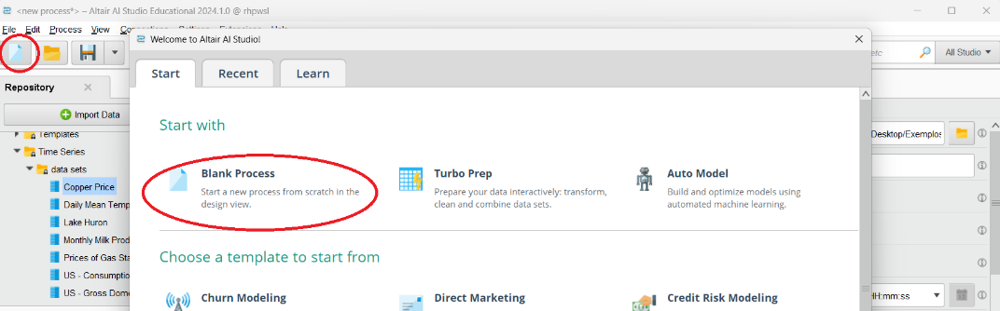 <new process*> – Altair AI Studio Educational 2024.1.0 @ rhpwsl
File Edit Process View
Welcome to Altair AI Studio!
etc
All Studio
Start Recent Learn
Repository
Import Data
Start with
Templates
Desktop/Exemplos
Time Series
data sets
Blank Process Turbo Prep Auto Model
Copper Price
Start a new process from scratch in the Prepare your data interactively: transform, Build and optimize models using
design view. clean and combine data sets. automated machine learning.
Daily Mean Temp
Lake Huron
Monthly Milk Prod
Choose a template to start from
Prices of Gas Sta
US - Consumptio
US - Gross Dome
Churn Modeling Direct Marketing Credit Risk Modeling
HH:mm:ss